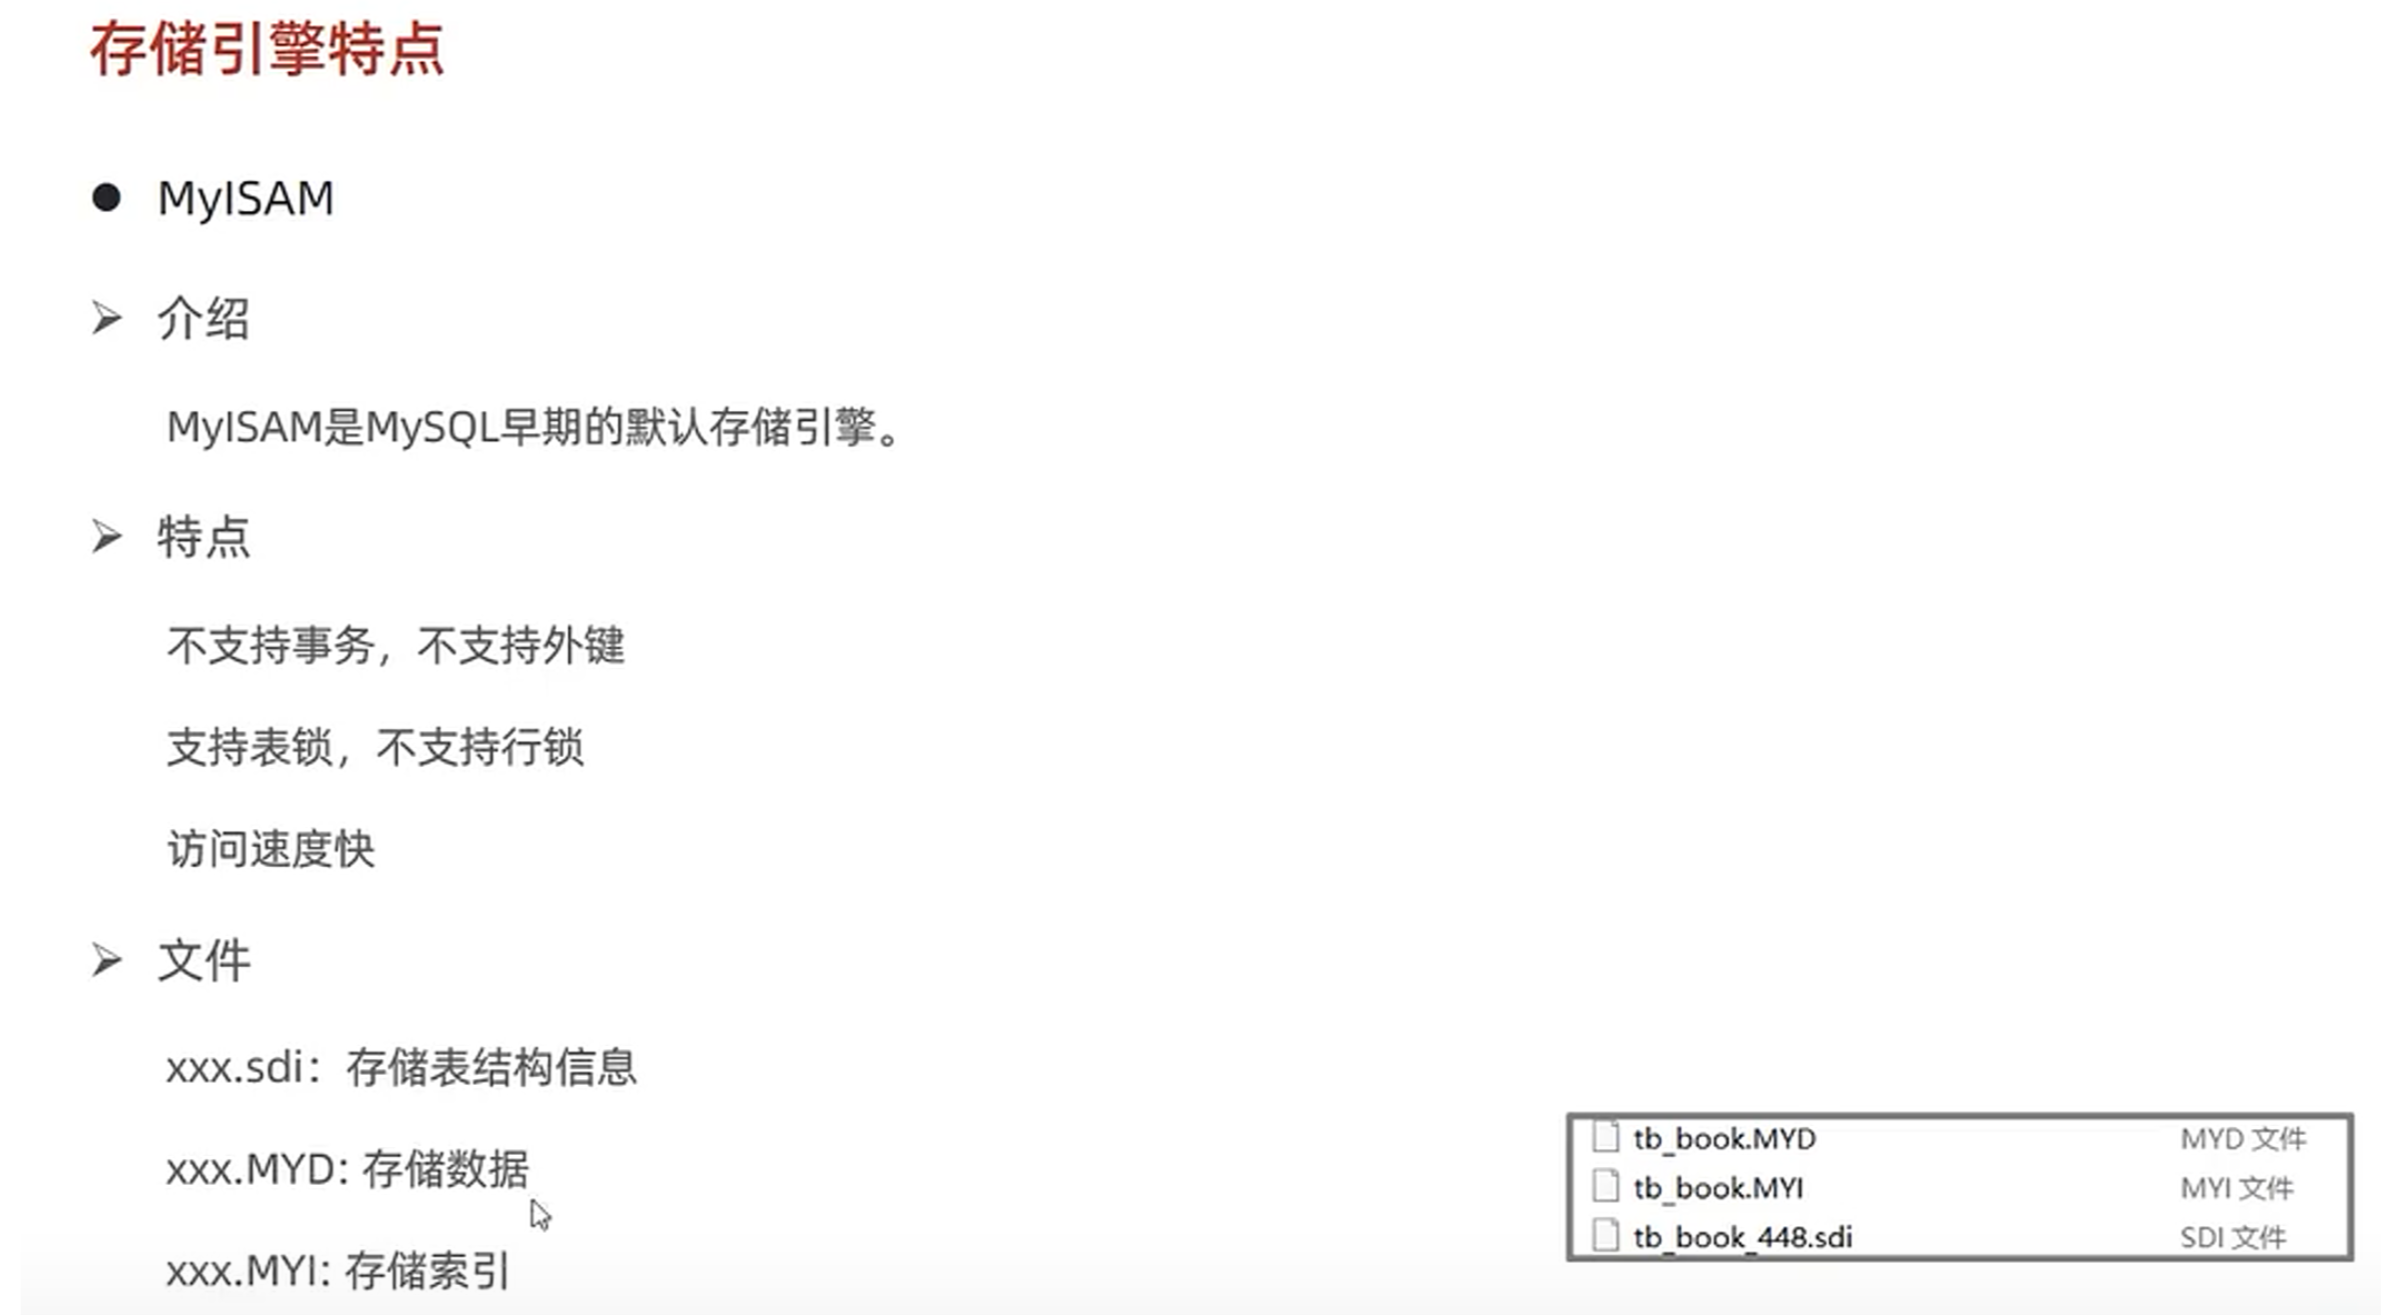 存储引擎特点
● MyISAM
➢ 介绍
MyISAM是MySQL早期的默认存储引擎。
➢ 特点
不支持事务，不支持外键
支持表锁，不支持行锁
访问速度快
➢ 文件
xxx.sdi：存储表结构信息
xxx.MYD: 存储数据
xxx.MYI: 存储索引
tb_book.MYD MYD 文件
tb_book.MYI MYI 文件
tb_book_448.sdi SDI 文件